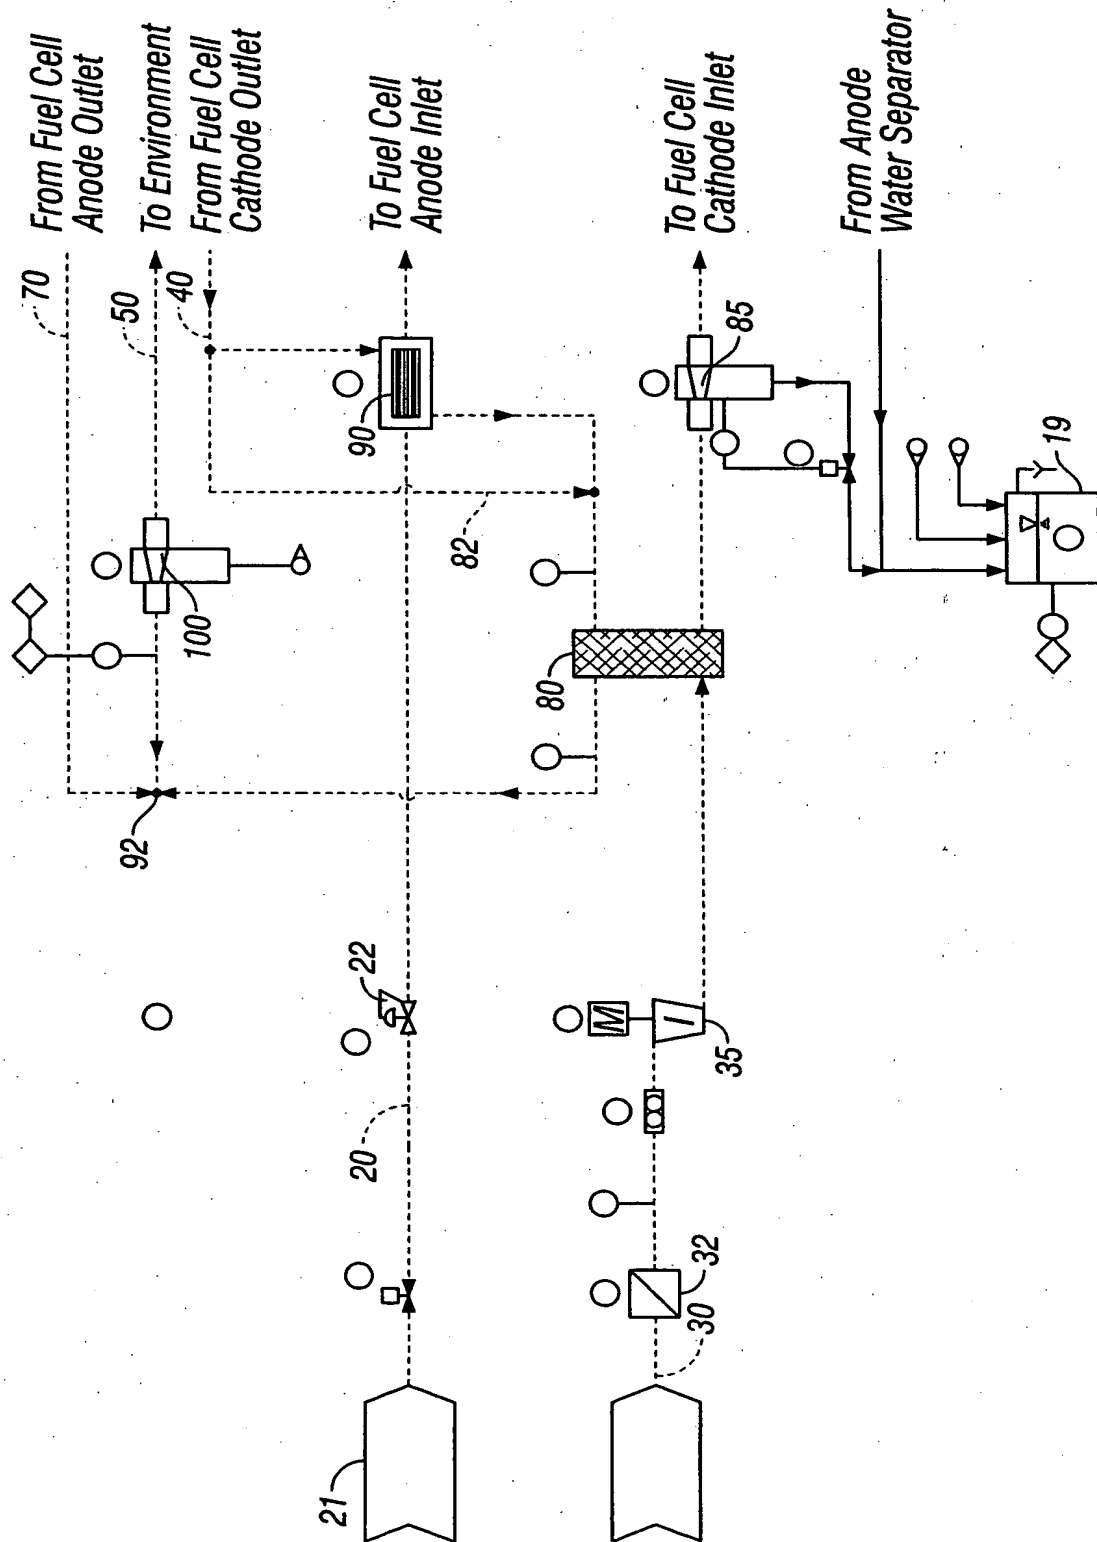 From Fuel Cell
Anode Outlet
To Environment
From Fuel Cell
Cathode Outlet
To Fuel Cell
Anode Inlet
To Fuel Cell
Cathode Inlet
From Anode
Water Separator
70
50
40
90
85
82
100
80
19
92
22
20
M
35
32
30
21